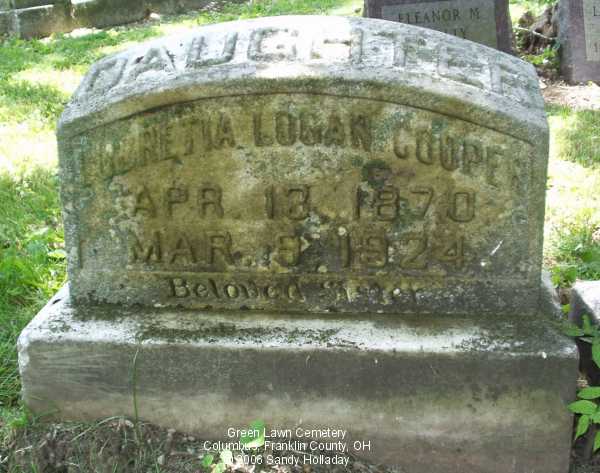 ELEANOR M
DAUGHTER
LUCRETIA LOGAN COOPER
APR. 13, 1870
MAR. 9, 1924
Beloved Sister
Green Lawn Cemetery
Columbus, Franklin County, OH
© 2006 Sandy Holladay